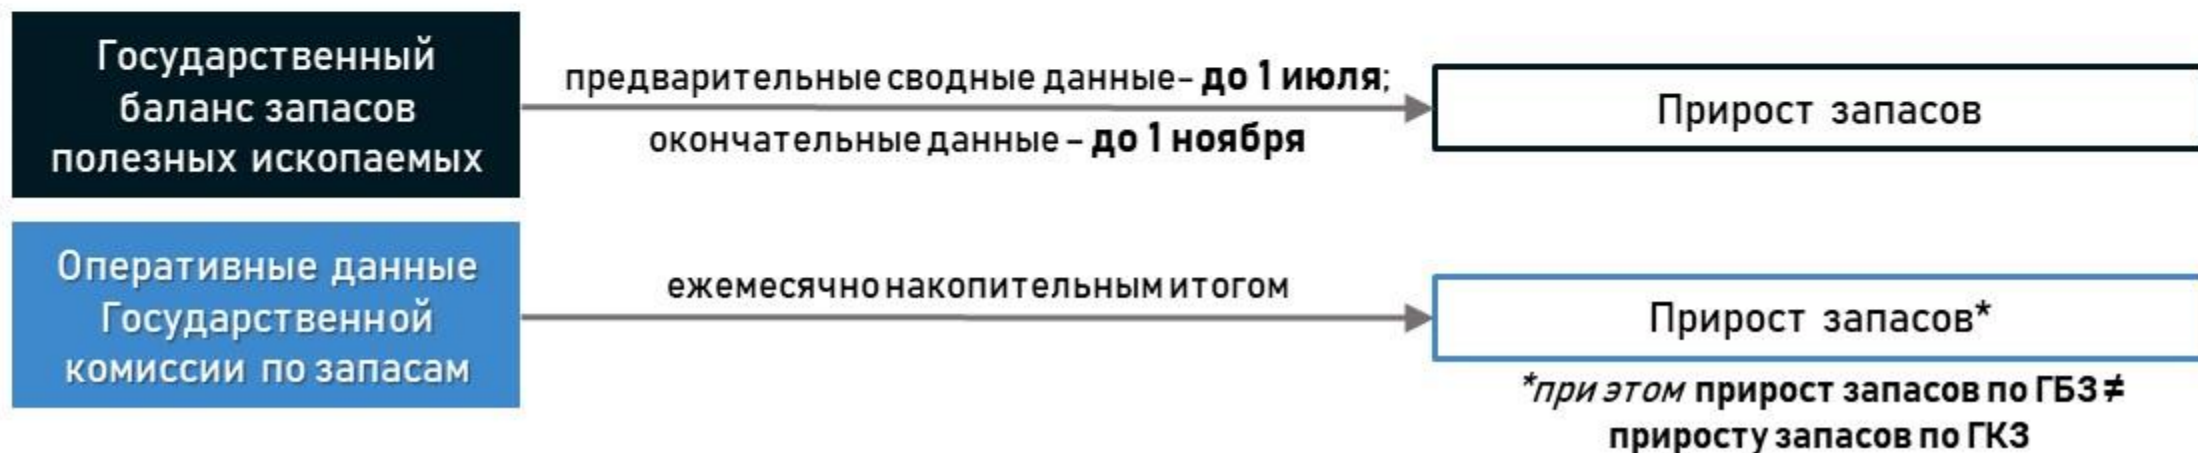 Государственный
баланс запасов
полезных ископаемых
предварительные сводные данные– до 1 июля;
окончательные данные – до 1 ноября
Прирост запасов
Оперативные данные
Государственной
комиссии по запасам
ежемесячно накопительным итогом
Прирост запасов*
*при этом прирост запасов по ГБЗ ≠
приросту запасов по ГКЗ